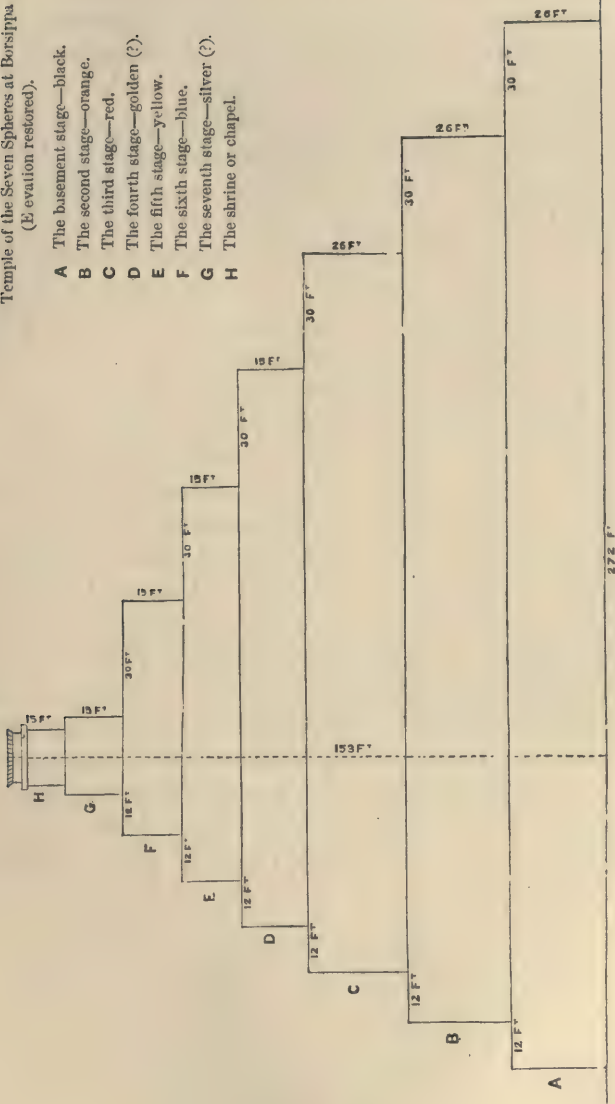 Temple of the Seven Spheres at Borsippa
(E evation restored).
A The basement stage—black.
B The second stage—orange.
C The third stage—red.
D The fourth stage—golden (?).
E The fifth stage—yellow.
F The sixth stage—blue.
G The seventh stage—silver (?).
H The shrine or chapel.
H
15 Fᵀ
G
15 Fᵀ
12 Fᵀ
30 Fᵀ
F
15 Fᵀ
12 Fᵀ
30 Fᵀ
E
15 Fᵀ
12 Fᵀ
30 Fᵀ
D
15 Fᵀ
12 Fᵀ
30 Fᵀ
153 Fᵀ
C
26 Fᵀ
12 Fᵀ
30 Fᵀ
B
26 Fᵀ
12 Fᵀ
30 Fᵀ
A
26 Fᵀ
272 Fᵀ